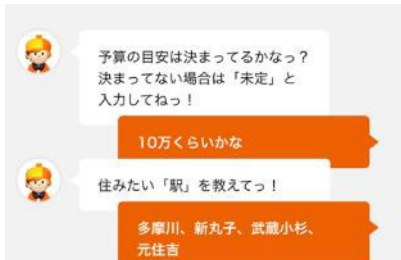 予算の目安は決まってるかなっ？
決まってない場合は「未定」と
入力してねっ！
10万くらいかな
住みたい「駅」を教えてっ！
多摩川、新丸子、武蔵小杉、
元住吉